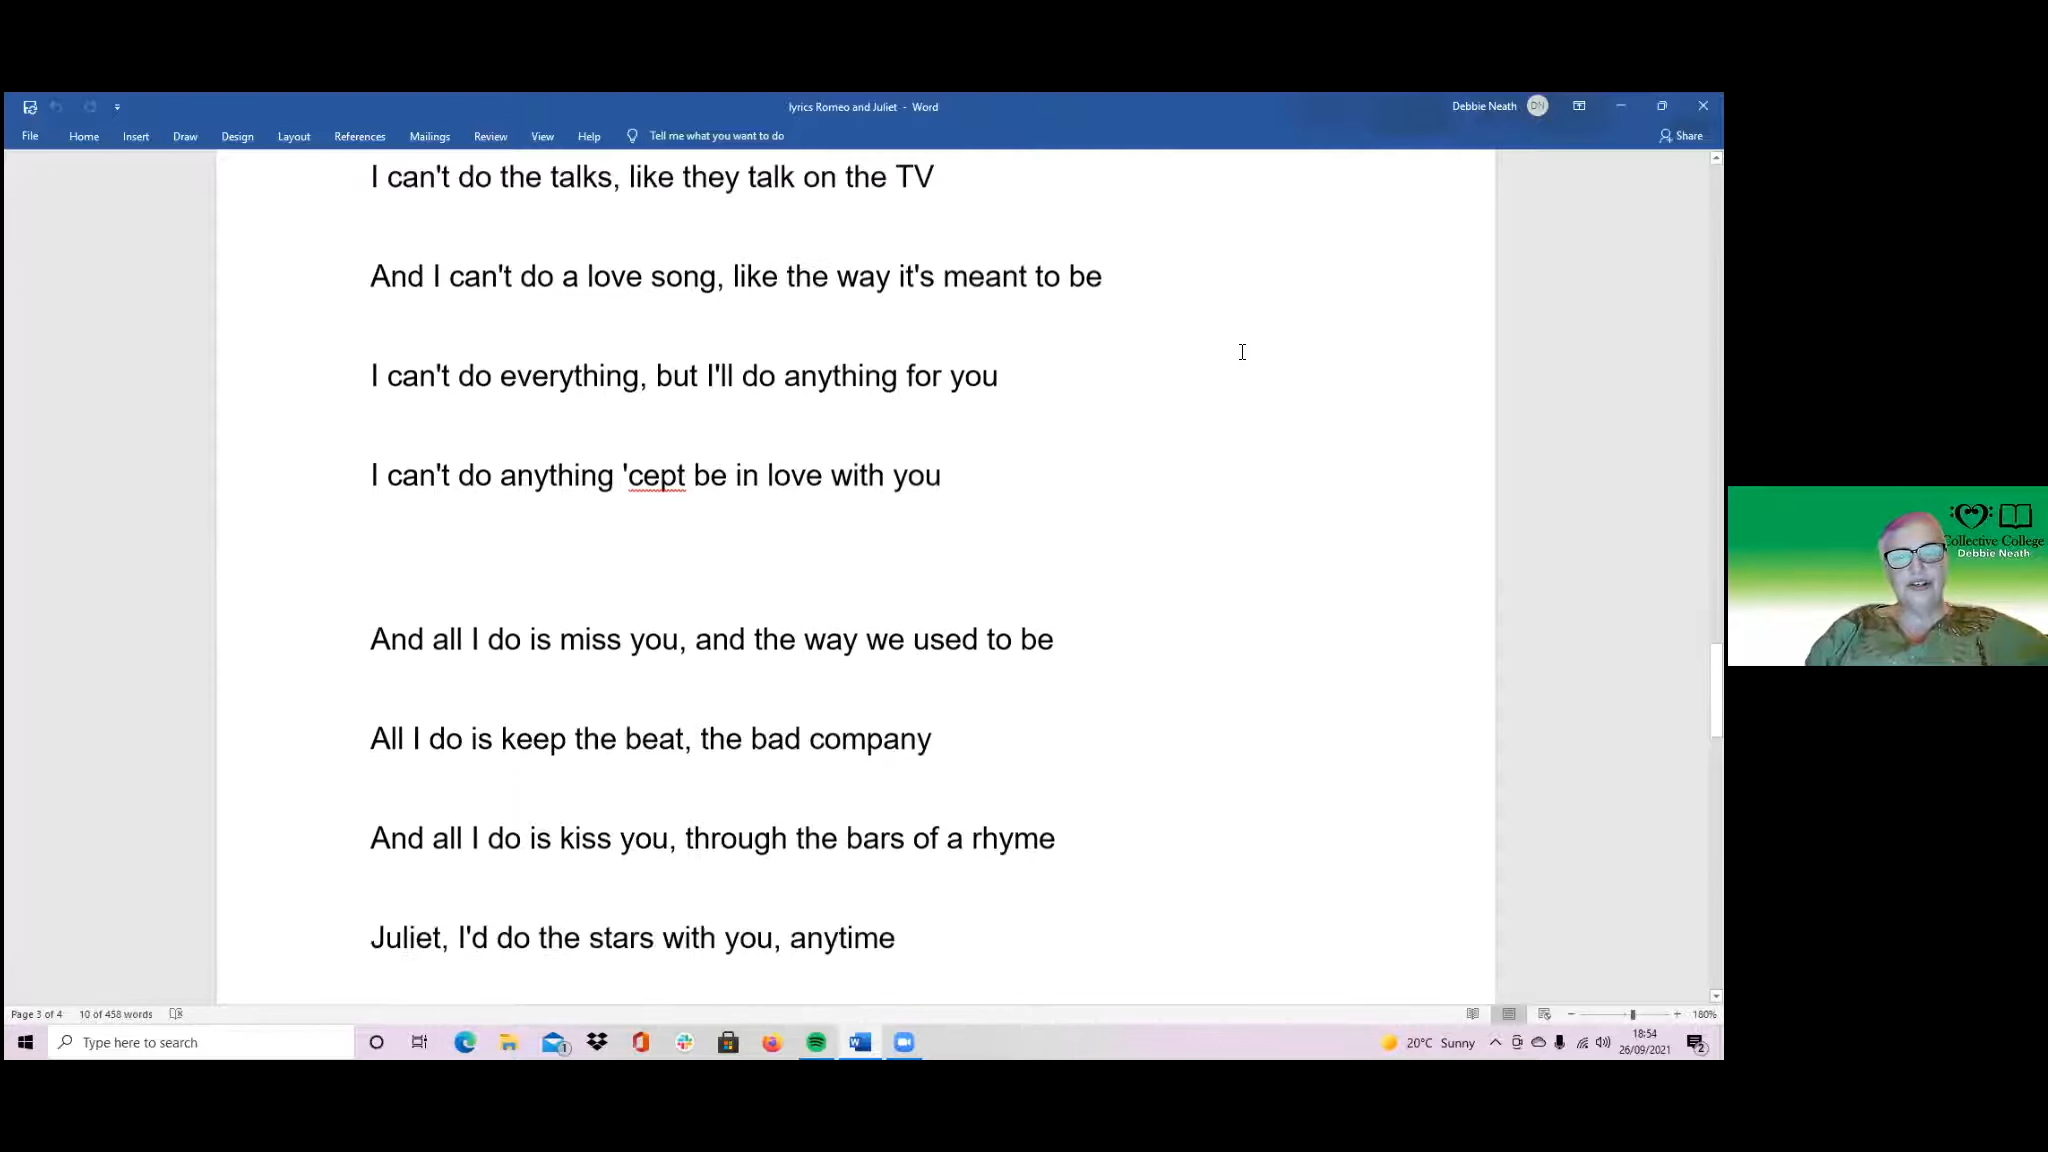 lyrics Romeo and Juliet - Word
Debbie Neath
DN
File Home Insert Draw Design Layout References Mailings Review View Help Tell me what you want to do
Share
I can't do the talks, like they talk on the TV
And I can't do a love song, like the way it's meant to be
I can't do everything, but I'll do anything for you
I can't do anything 'cept be in love with you
And all I do is miss you, and the way we used to be
All I do is keep the beat, the bad company
And all I do is kiss you, through the bars of a rhyme
Juliet, I'd do the stars with you, anytime
Collective College
Debbie Neath
Page 3 of 4 10 of 458 words
180%
Type here to search
1
20°C Sunny
18:54
26/09/2021
2